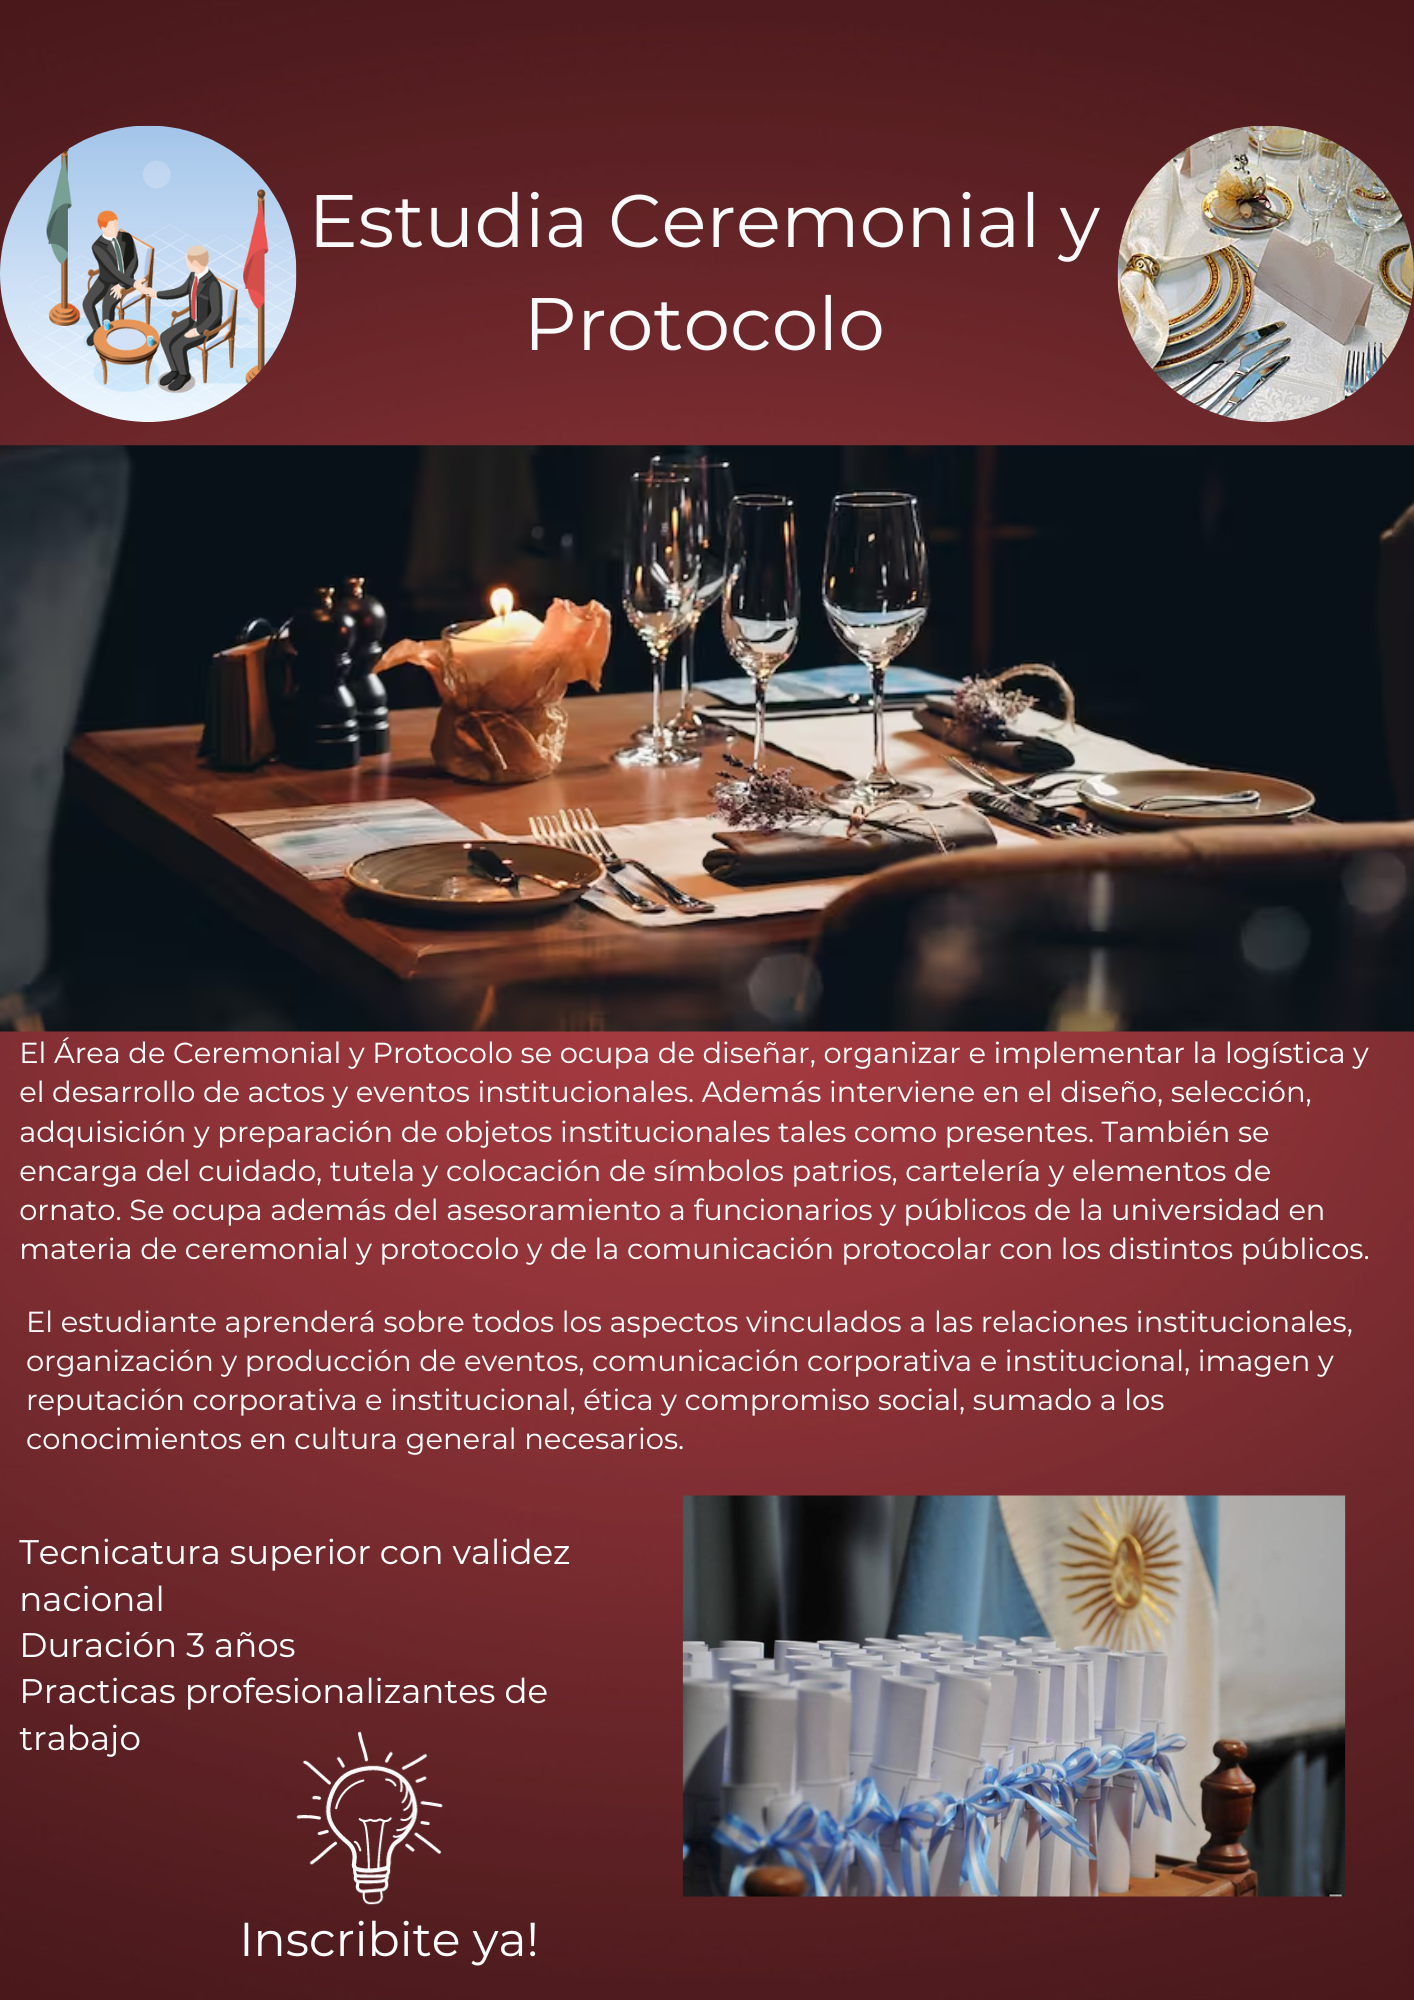 Estudia Ceremonial y
Protocolo
El Área de Ceremonial y Protocolo se ocupa de diseñar, organizar e implementar la logística y
el desarrollo de actos y eventos institucionales. Además interviene en el diseño, selección,
adquisición y preparación de objetos institucionales tales como presentes. También se
encarga del cuidado, tutela y colocación de símbolos patrios, cartelería y elementos de
ornato. Se ocupa además del asesoramiento a funcionarios y públicos de la universidad en
materia de ceremonial y protocolo y de la comunicación protocolar con los distintos públicos.
El estudiante aprenderá sobre todos los aspectos vinculados a las relaciones institucionales,
organización y producción de eventos, comunicación corporativa e institucional, imagen y
reputación corporativa e institucional, ética y compromiso social, sumado a los
conocimientos en cultura general necesarios.
Tecnicatura superior con validez
nacional
Duración 3 años
Practicas profesionalizantes de
trabajo
Inscribite ya!